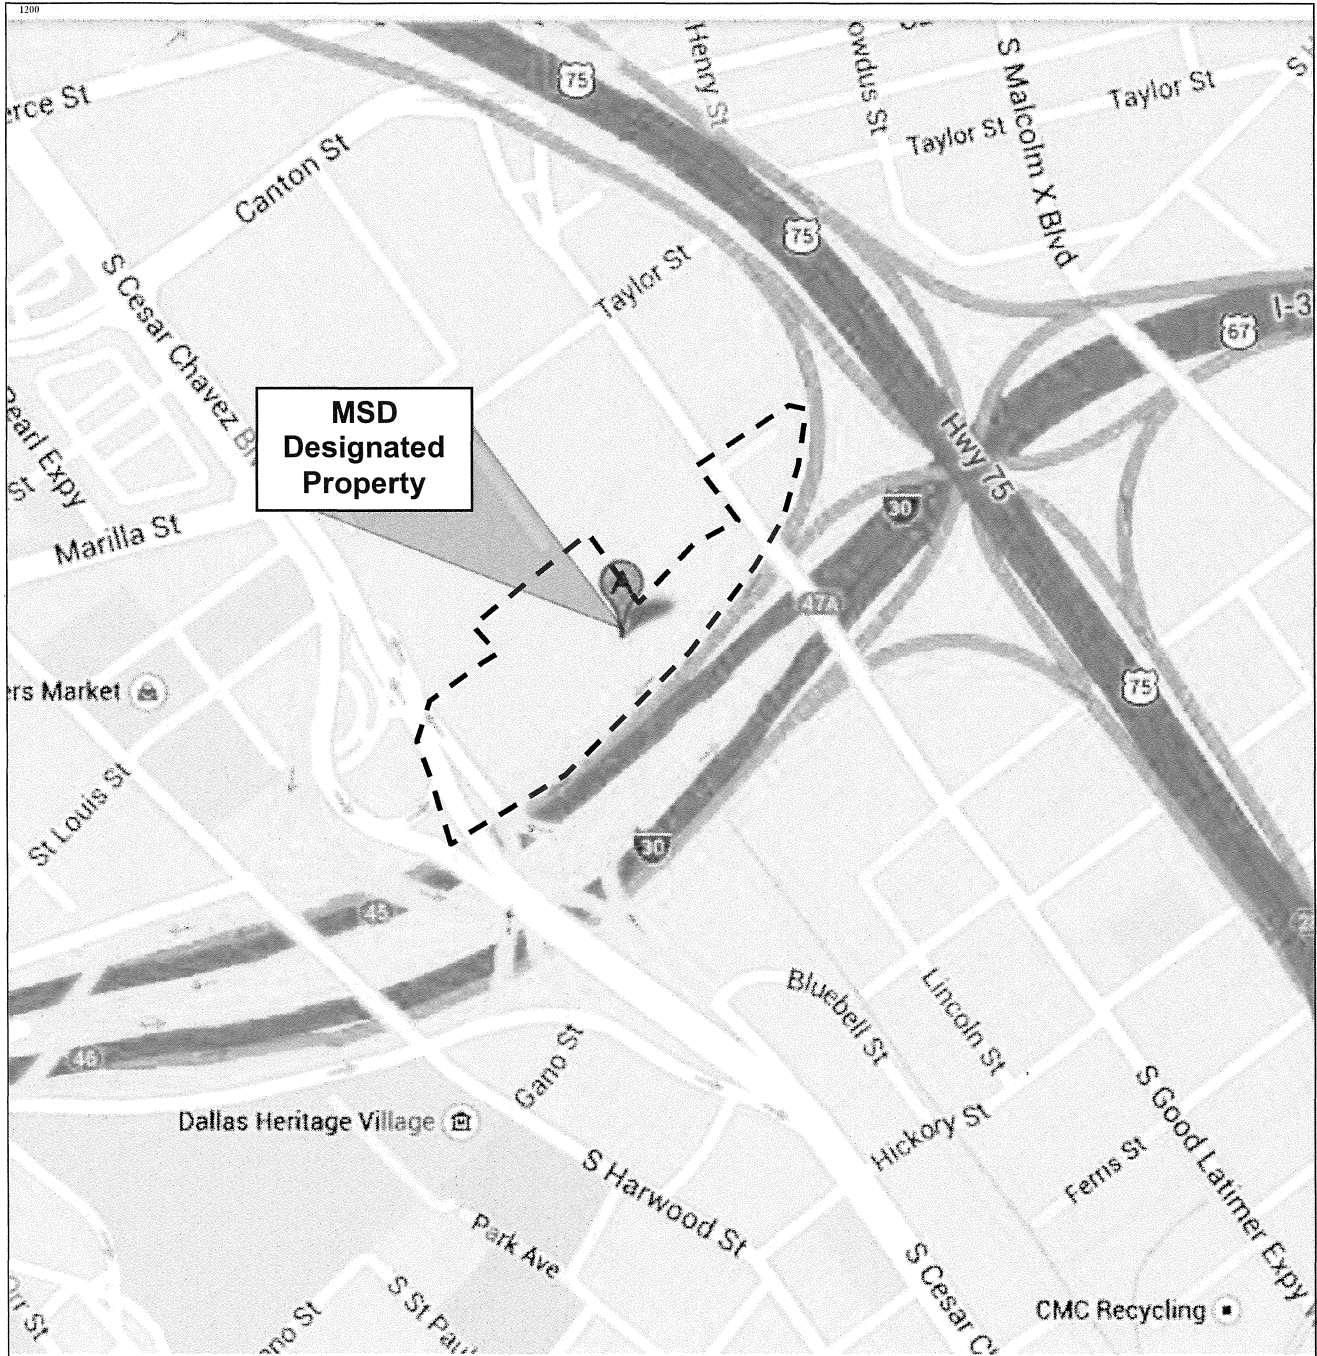 1200
75
Henry St
owdus St
S Malcolm X Blvd
Taylor St
Taylor St
erce St
Canton St
75
Taylor St
S Cesar Chavez Bl
67
I-3
MSD
Designated
Property
Pearl Expy
St
Hwy 75
30
Marilla St
A
47A
ers Market
75
St Louis St
30
45
Bluebell St
Lincoln St
46
Gano St
Dallas Heritage Village
Hickory St
S Good Latimer Expy
Ferris St
S Harwood St
Park Ave
S Cesar Ch
S St Paul
ano St
Orr St
CMC Recycling